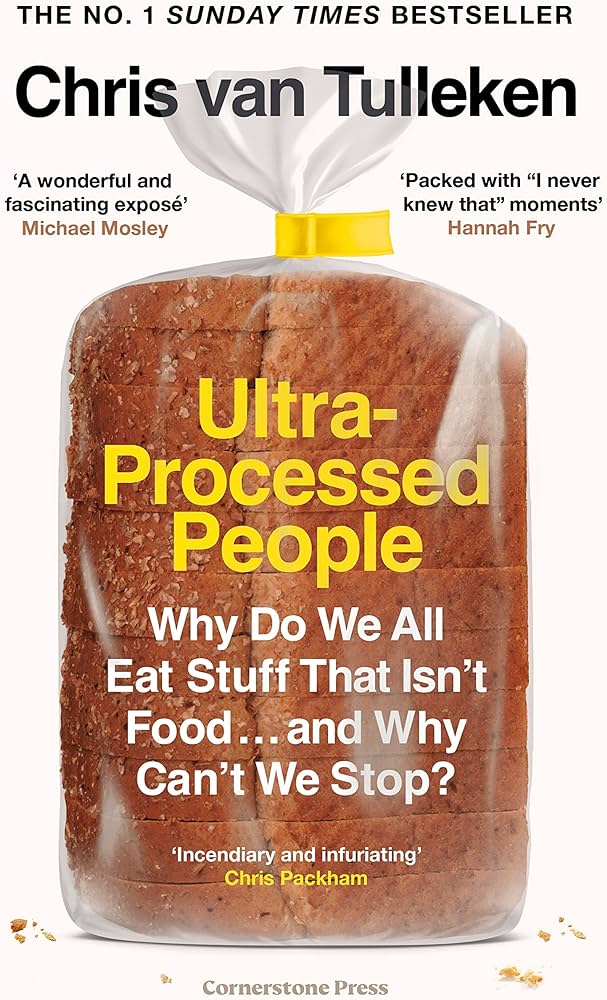 THE NO. 1 SUNDAY TIMES BESTSELLER
Chris van Tulleken
‘A wonderful and
fascinating exposé’
Michael Mosley
‘Packed with “I never
knew that” moments’
Hannah Fry
Ultra-
Processed
People
Why Do We All
Eat Stuff That Isn’t
Food...and Why
Can’t We Stop?
‘Incendiary and infuriating’
Chris Packham
Cornerstone Press